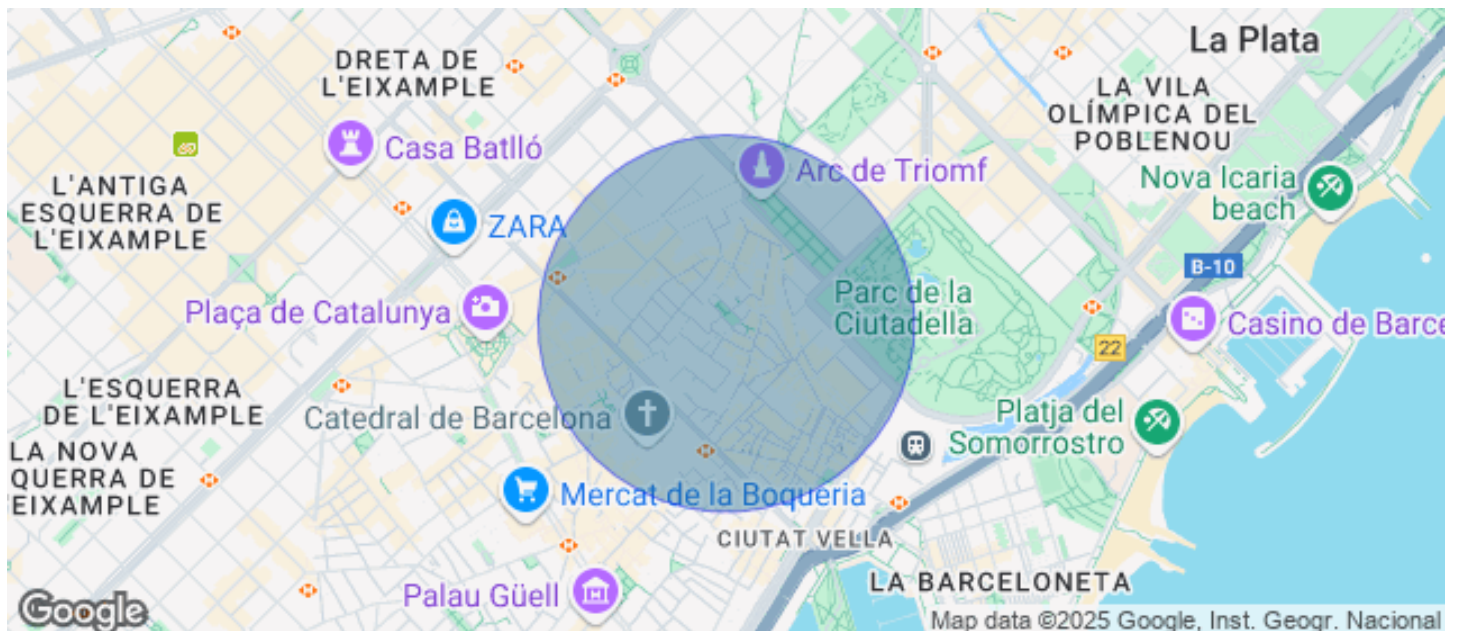 La Plata
DRETA DE
L'EIXAMPLE
LA VILA
OLÍMPICA DEL
POBLENOU
Casa Batlló
Arc de Triomf
L'ANTIGA
ESQUERRA DE
L'EIXAMPLE
Nova Icaria
beach
ZARA
B-10
Plaça de Catalunya
Parc de la
Ciutadella
Casino de Barce
22
L'ESQUERRA
DE L'EIXAMPLE
Catedral de Barcelona
Platja del
Somorrostro
LA NOVA
QUERRA DE
EIXAMPLE
Mercat de la Boqueria
CIUTAT VELLA
LA BARCELONETA
Palau Güell
Google
Map data ©2025 Google, Inst. Geogr. Nacional